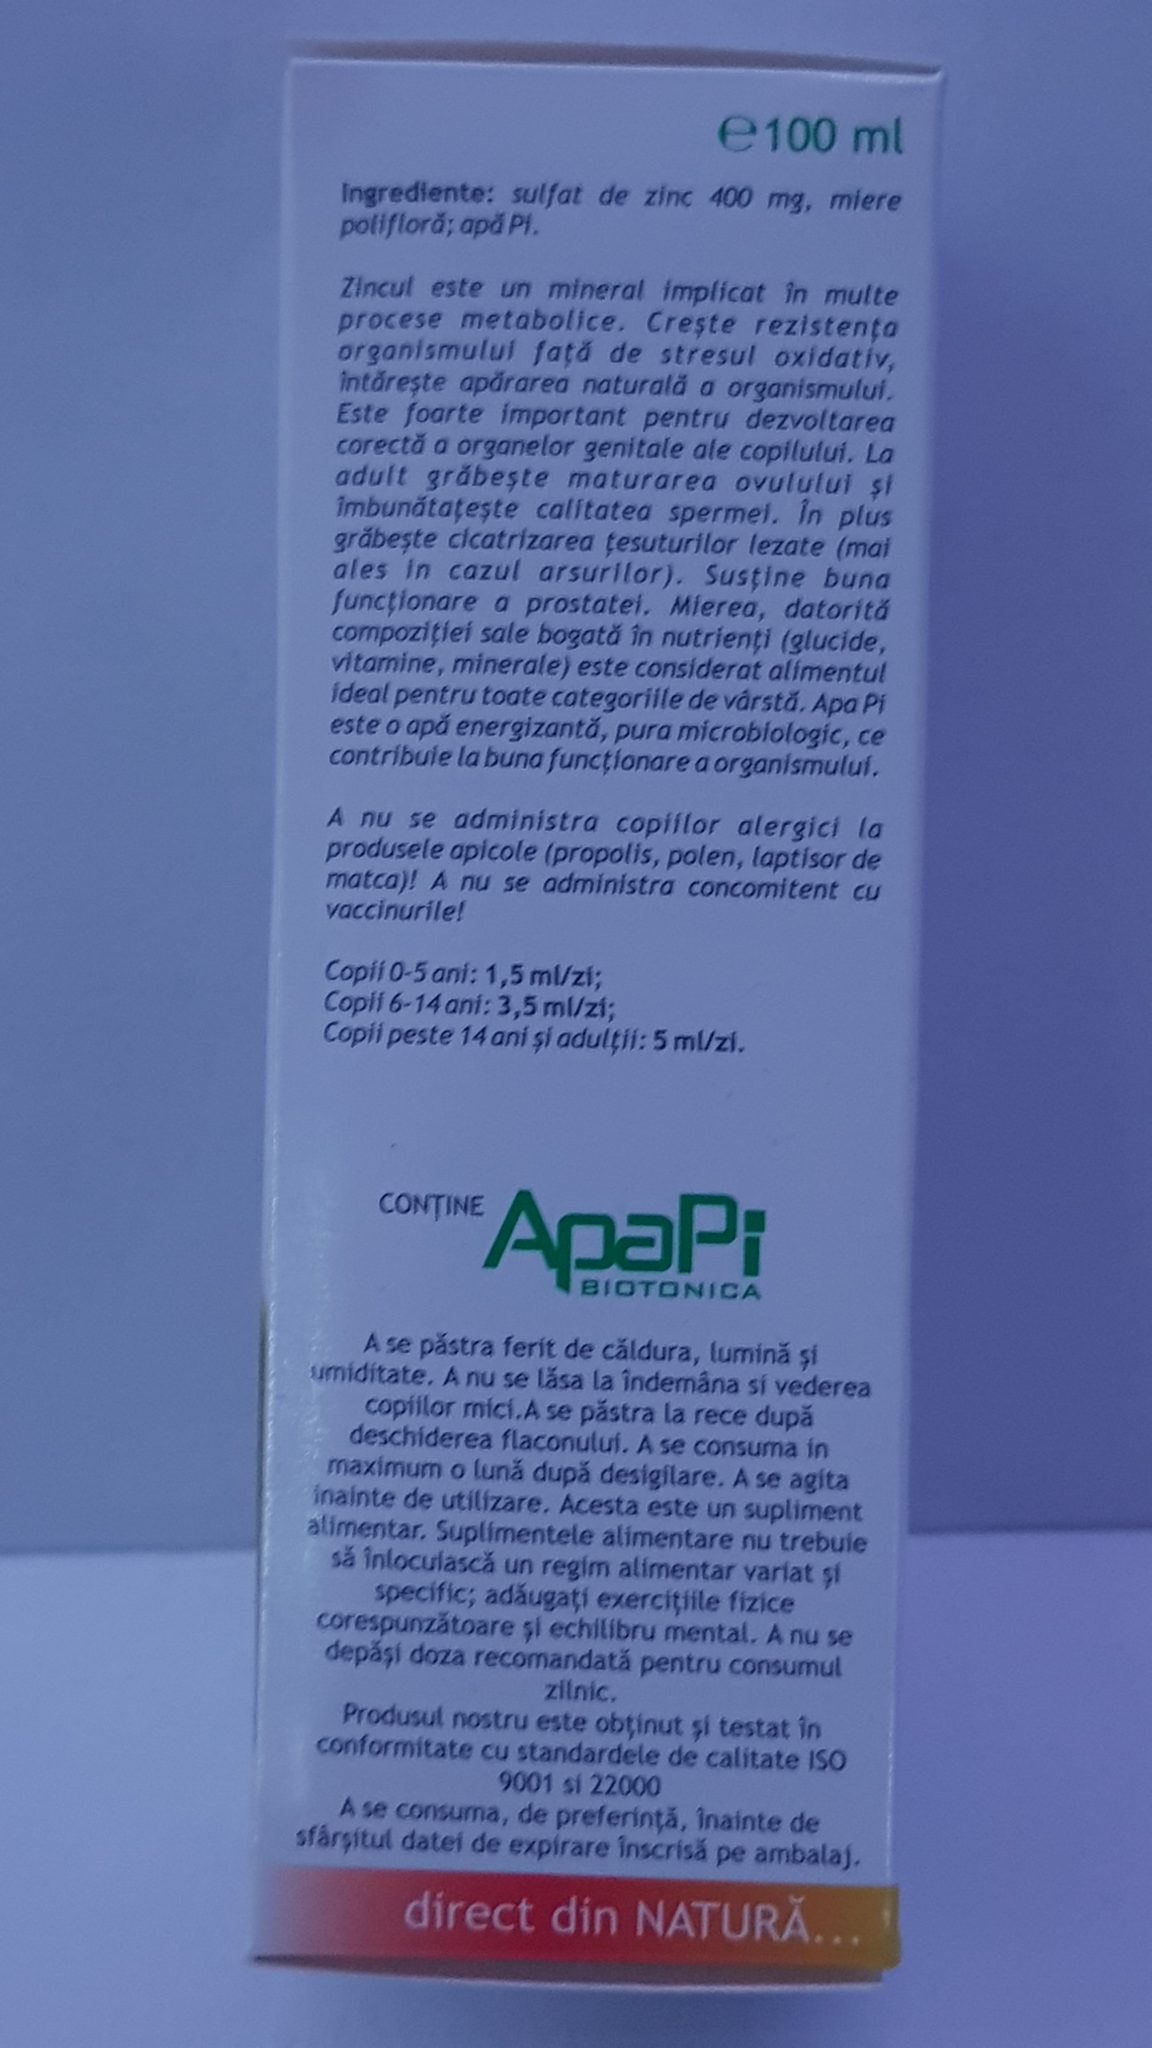 ℮100 ml
Ingrediente: sulfat de zinc 400 mg, miere
polifloră; apă Pi.
Zincul este un mineral implicat în multe
procese metabolice. Crește rezistența
organismului față de stresul oxidativ,
întărește apărarea naturală a organismului.
Este foarte important pentru dezvoltarea
corectă a organelor genitale ale copilului. La
adult grăbește maturarea ovulului și
îmbunătațește calitatea spermei. În plus
grăbește cicatrizarea țesuturilor lezate (mai
ales in cazul arsurilor). Susține buna
funcționare a prostatei. Mierea, datorită
compoziției sale bogată în nutrienți (glucide,
vitamine, minerale) este considerat alimentul
ideal pentru toate categoriile de vârstă. Apa Pi
este o apă energizantă, pura microbiologic, ce
contribuie la buna funcționare a organismului.
A nu se administra copiilor alergici la
produsele apicole (propolis, polen, laptisor de
matca)! A nu se administra concomitent cu
vaccinurile!
Copii 0-5 ani: 1,5 ml/zi;
Copii 6-14 ani: 3,5 ml/zi;
Copii peste 14 ani și adulții: 5 ml/zi.
CONȚINE ApaPi
BIOTONICA
A se păstra ferit de căldura, lumină și
umiditate. A nu se lăsa la îndemâna si vederea
copiilor mici.A se păstra la rece după
deschiderea flaconului. A se consuma in
maximum o lună după desigilare. A se agita
inainte de utilizare. Acesta este un supliment
alimentar. Suplimentele alimentare nu trebuie
să înlocuiască un regim alimentar variat și
specific; adăugați exercițiile fizice
corespunzătoare și echilibru mental. A nu se
depăși doza recomandată pentru consumul
zilnic.
Produsul nostru este obținut și testat în
conformitate cu standardele de calitate ISO
9001 si 22000
A se consuma, de preferință, înainte de
sfârșitul datei de expirare înscrisă pe ambalaj.
direct din NATURĂ...